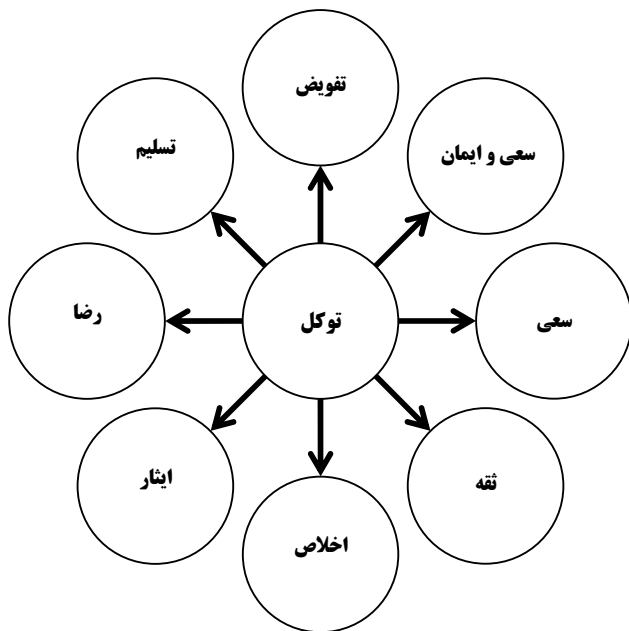 تفویض
سعی و ایمان
تسلیم
سعی
توکل
رضا
ثقه
ایثار
اخلاص